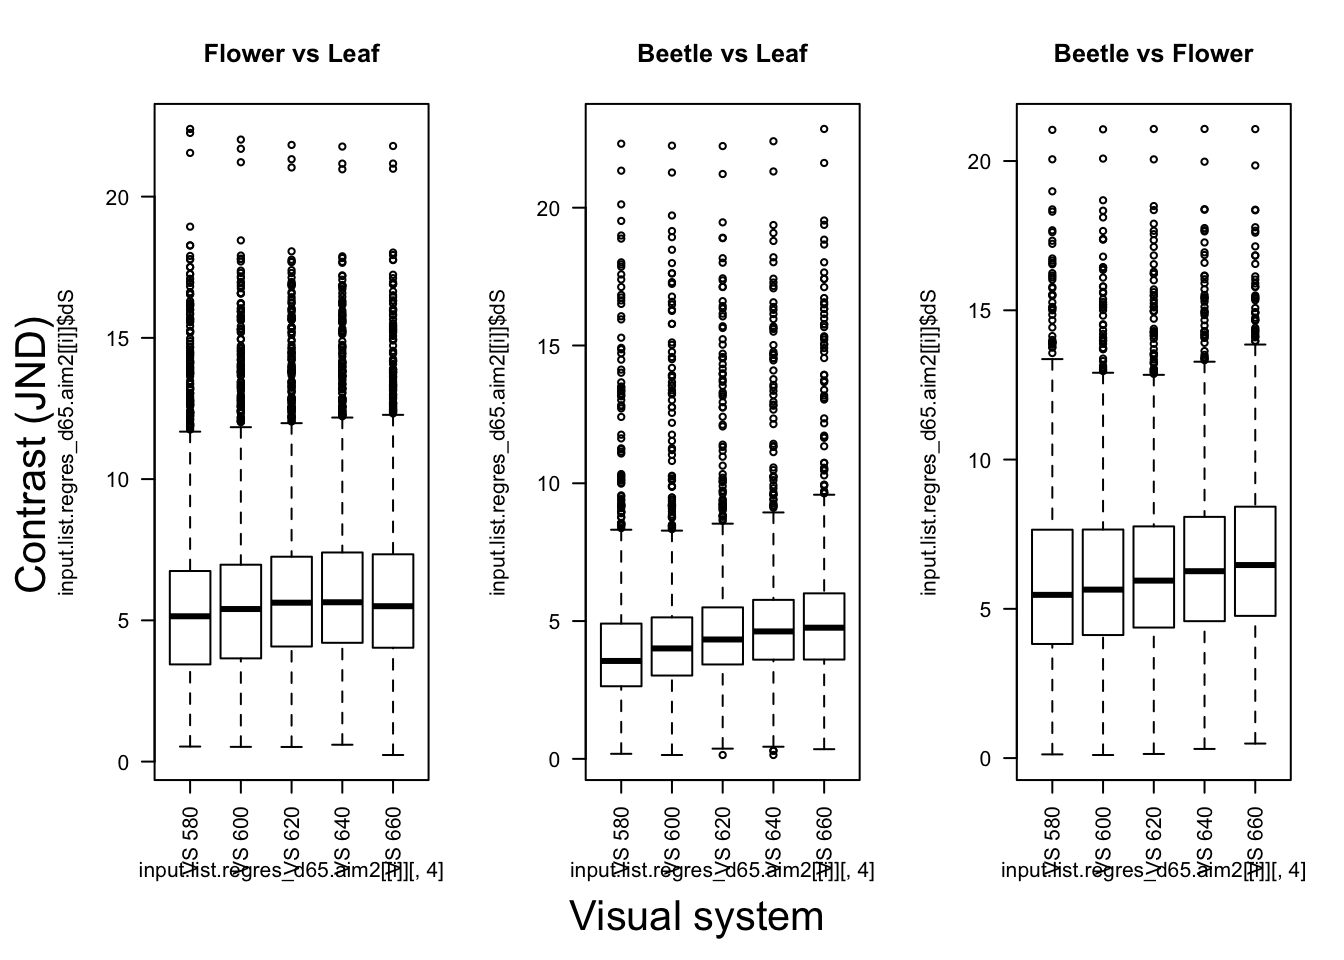 Flower vs Leaf
Beetle vs Leaf
Beetle vs Flower
Contrast (JND)
input.list.regres_d65.aim2[[i]]$dS
20
15
10
5
0
VS 580
VS 600
VS 620
VS 640
VS 660
input.list.regres_d65.aim2[[i]][, 4]
input.list.regres_d65.aim2[[i]]$dS
20
15
10
5
0
VS 580
VS 600
VS 620
VS 640
VS 660
input.list.regres_d65.aim2[[i]][, 4]
input.list.regres_d65.aim2[[i]]$dS
20
15
10
5
0
VS 580
VS 600
VS 620
VS 640
VS 660
input.list.regres_d65.aim2[[i]][, 4]
Visual system